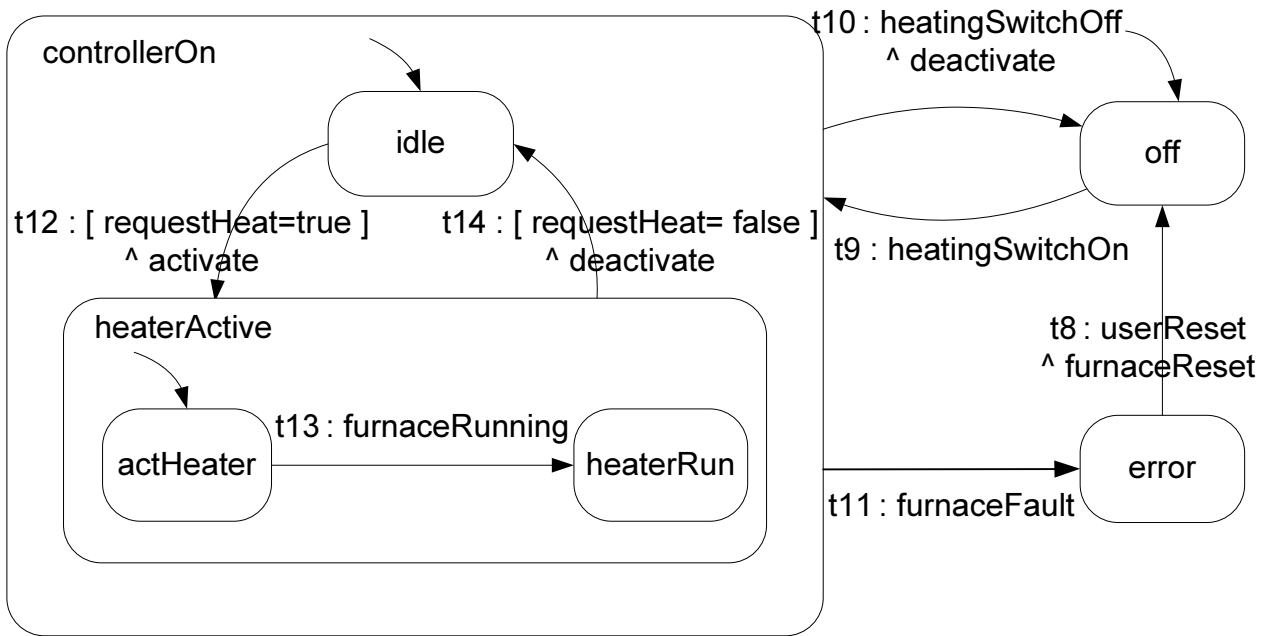 t10 : heatingSwitchOff
^ deactivate
controllerOn
idle
off
t12 : [ requestHeat=true ]
^ activate
t14 : [ requestHeat= false ]
^ deactivate
t9 : heatingSwitchOn
heaterActive
t8 : userReset
^ furnaceReset
t13 : furnaceRunning
actHeater
heaterRun
error
t11 : furnaceFault